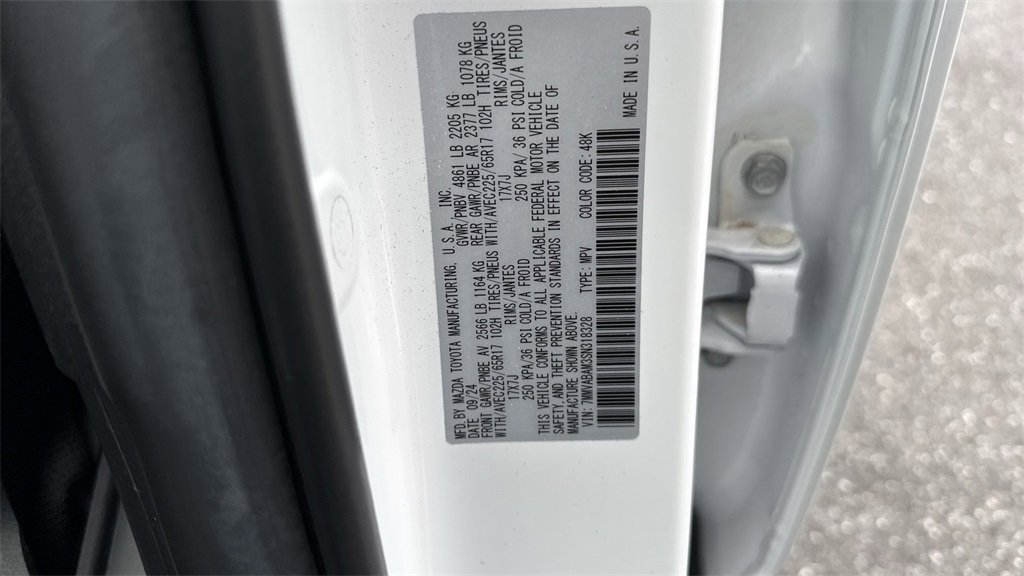 MFD.BY MAZDA TOYOTA MANUFACTURING, U.S.A., INC.
DATE 09/24 GVWR/PNBV 4861 LB 2205 KG
FRONT GAWR/PNBE AV 2566 LB 1164 KG REAR GAWR/PNBE AR 2377 LB 1078 KG
WITH/AVEC225/65R17 102H TIRES/PNEUS WITH/AVEC225/65R17 102H TIRES/PNEUS
17X7J RIMS/JANTES 17X7J RIMS/JANTES
250 KPA/36 PSI COLD/A FROID 250 KPA/ 36 PSI COLD/A FROID
THIS VEHICLE CONFORMS TO ALL APPLICABLE FEDERAL MOTOR VEHICLE
SAFETY AND THEFT PREVENTION STANDARDS IN EFFECT ON THE DATE OF
MANUFACTURE SHOWN ABOVE.
VIN: 7MMVABAM3SN318328 TYPE: MPV COLOR CODE: 48K
MADE IN U.S.A.